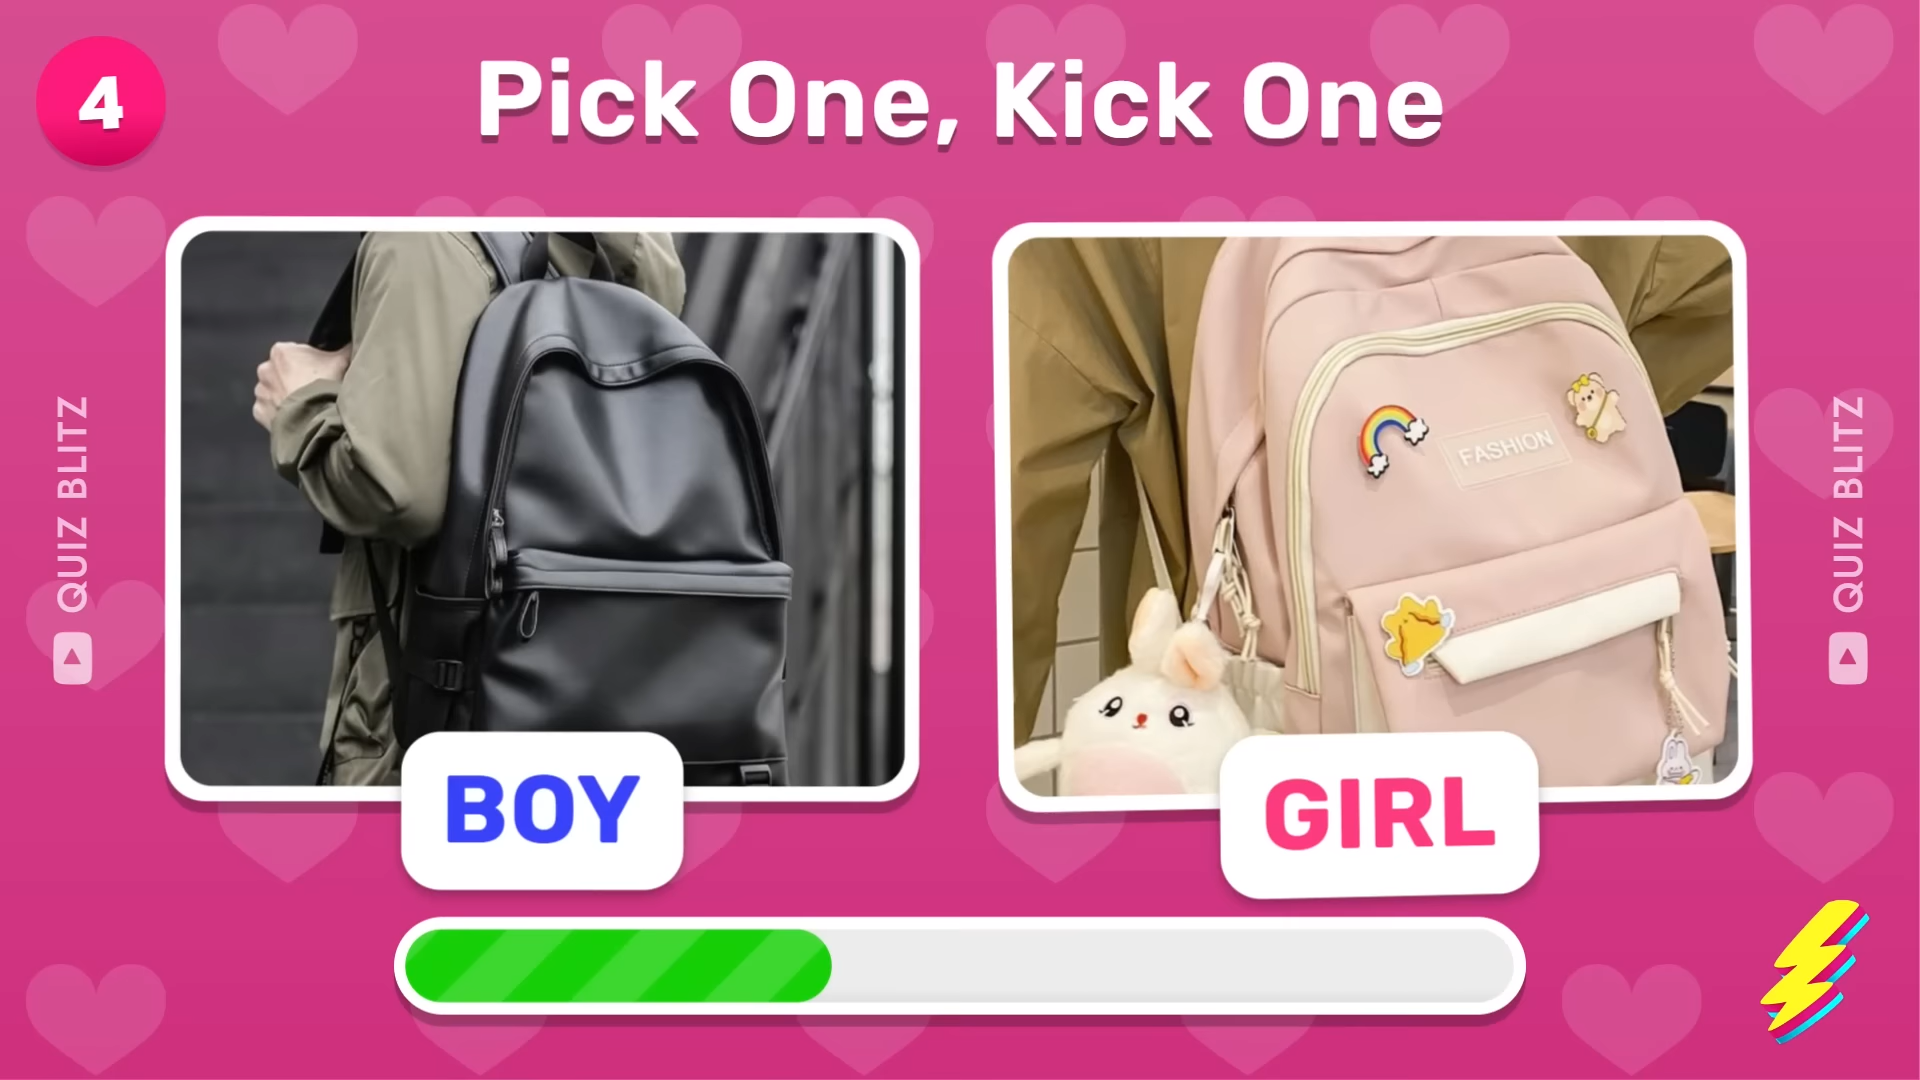 4
Pick One, Kick One
QUIZ BLITZ
FASHION
QUIZ BLITZ
BOY
GIRL